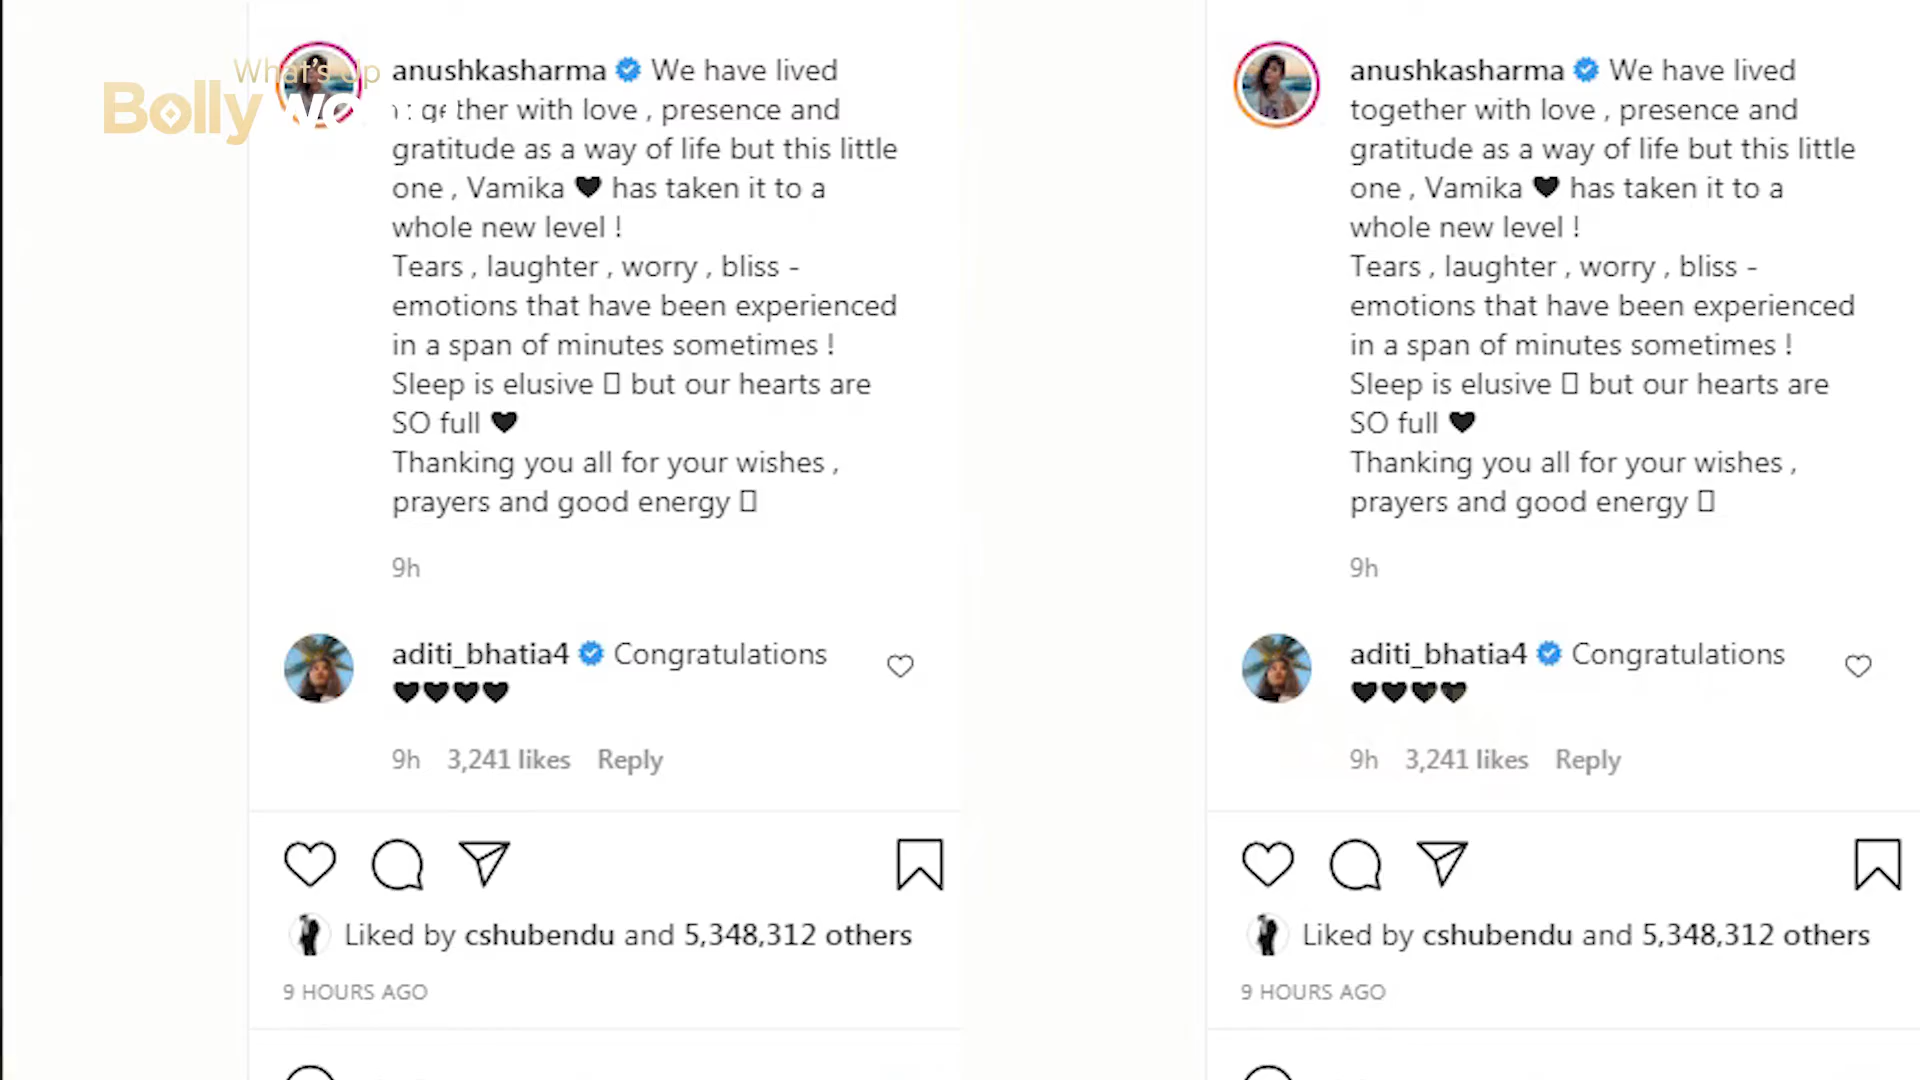 What's Up
Bollywo
anushkasharma We have lived
gether with love , presence and
gratitude as a way of life but this little
one , Vamika 🖤 has taken it to a
whole new level !
Tears , laughter , worry , bliss -
emotions that have been experienced
in a span of minutes sometimes !
Sleep is elusive but our hearts are
SO full 🖤
Thanking you all for your wishes ,
prayers and good energy
9h
aditi_bhatia4 Congratulations
🖤🖤🖤🖤
9h 3,241 likes Reply
Liked by cshubendu and 5,348,312 others
9 HOURS AGO
anushkasharma We have lived
together with love , presence and
gratitude as a way of life but this little
one , Vamika 🖤 has taken it to a
whole new level !
Tears , laughter , worry , bliss -
emotions that have been experienced
in a span of minutes sometimes !
Sleep is elusive but our hearts are
SO full 🖤
Thanking you all for your wishes ,
prayers and good energy
9h
aditi_bhatia4 Congratulations
🖤🖤🖤🖤
9h 3,241 likes Reply
Liked by cshubendu and 5,348,312 others
9 HOURS AGO